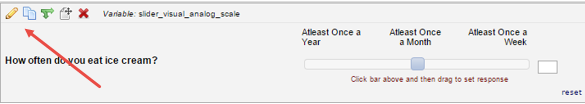 Variable: slider_visual_analog_scale
Atleast Once a Year
Atleast Once a Month
Atleast Once a Week
How often do you eat ice cream?
Click bar above and then drag to set response
reset